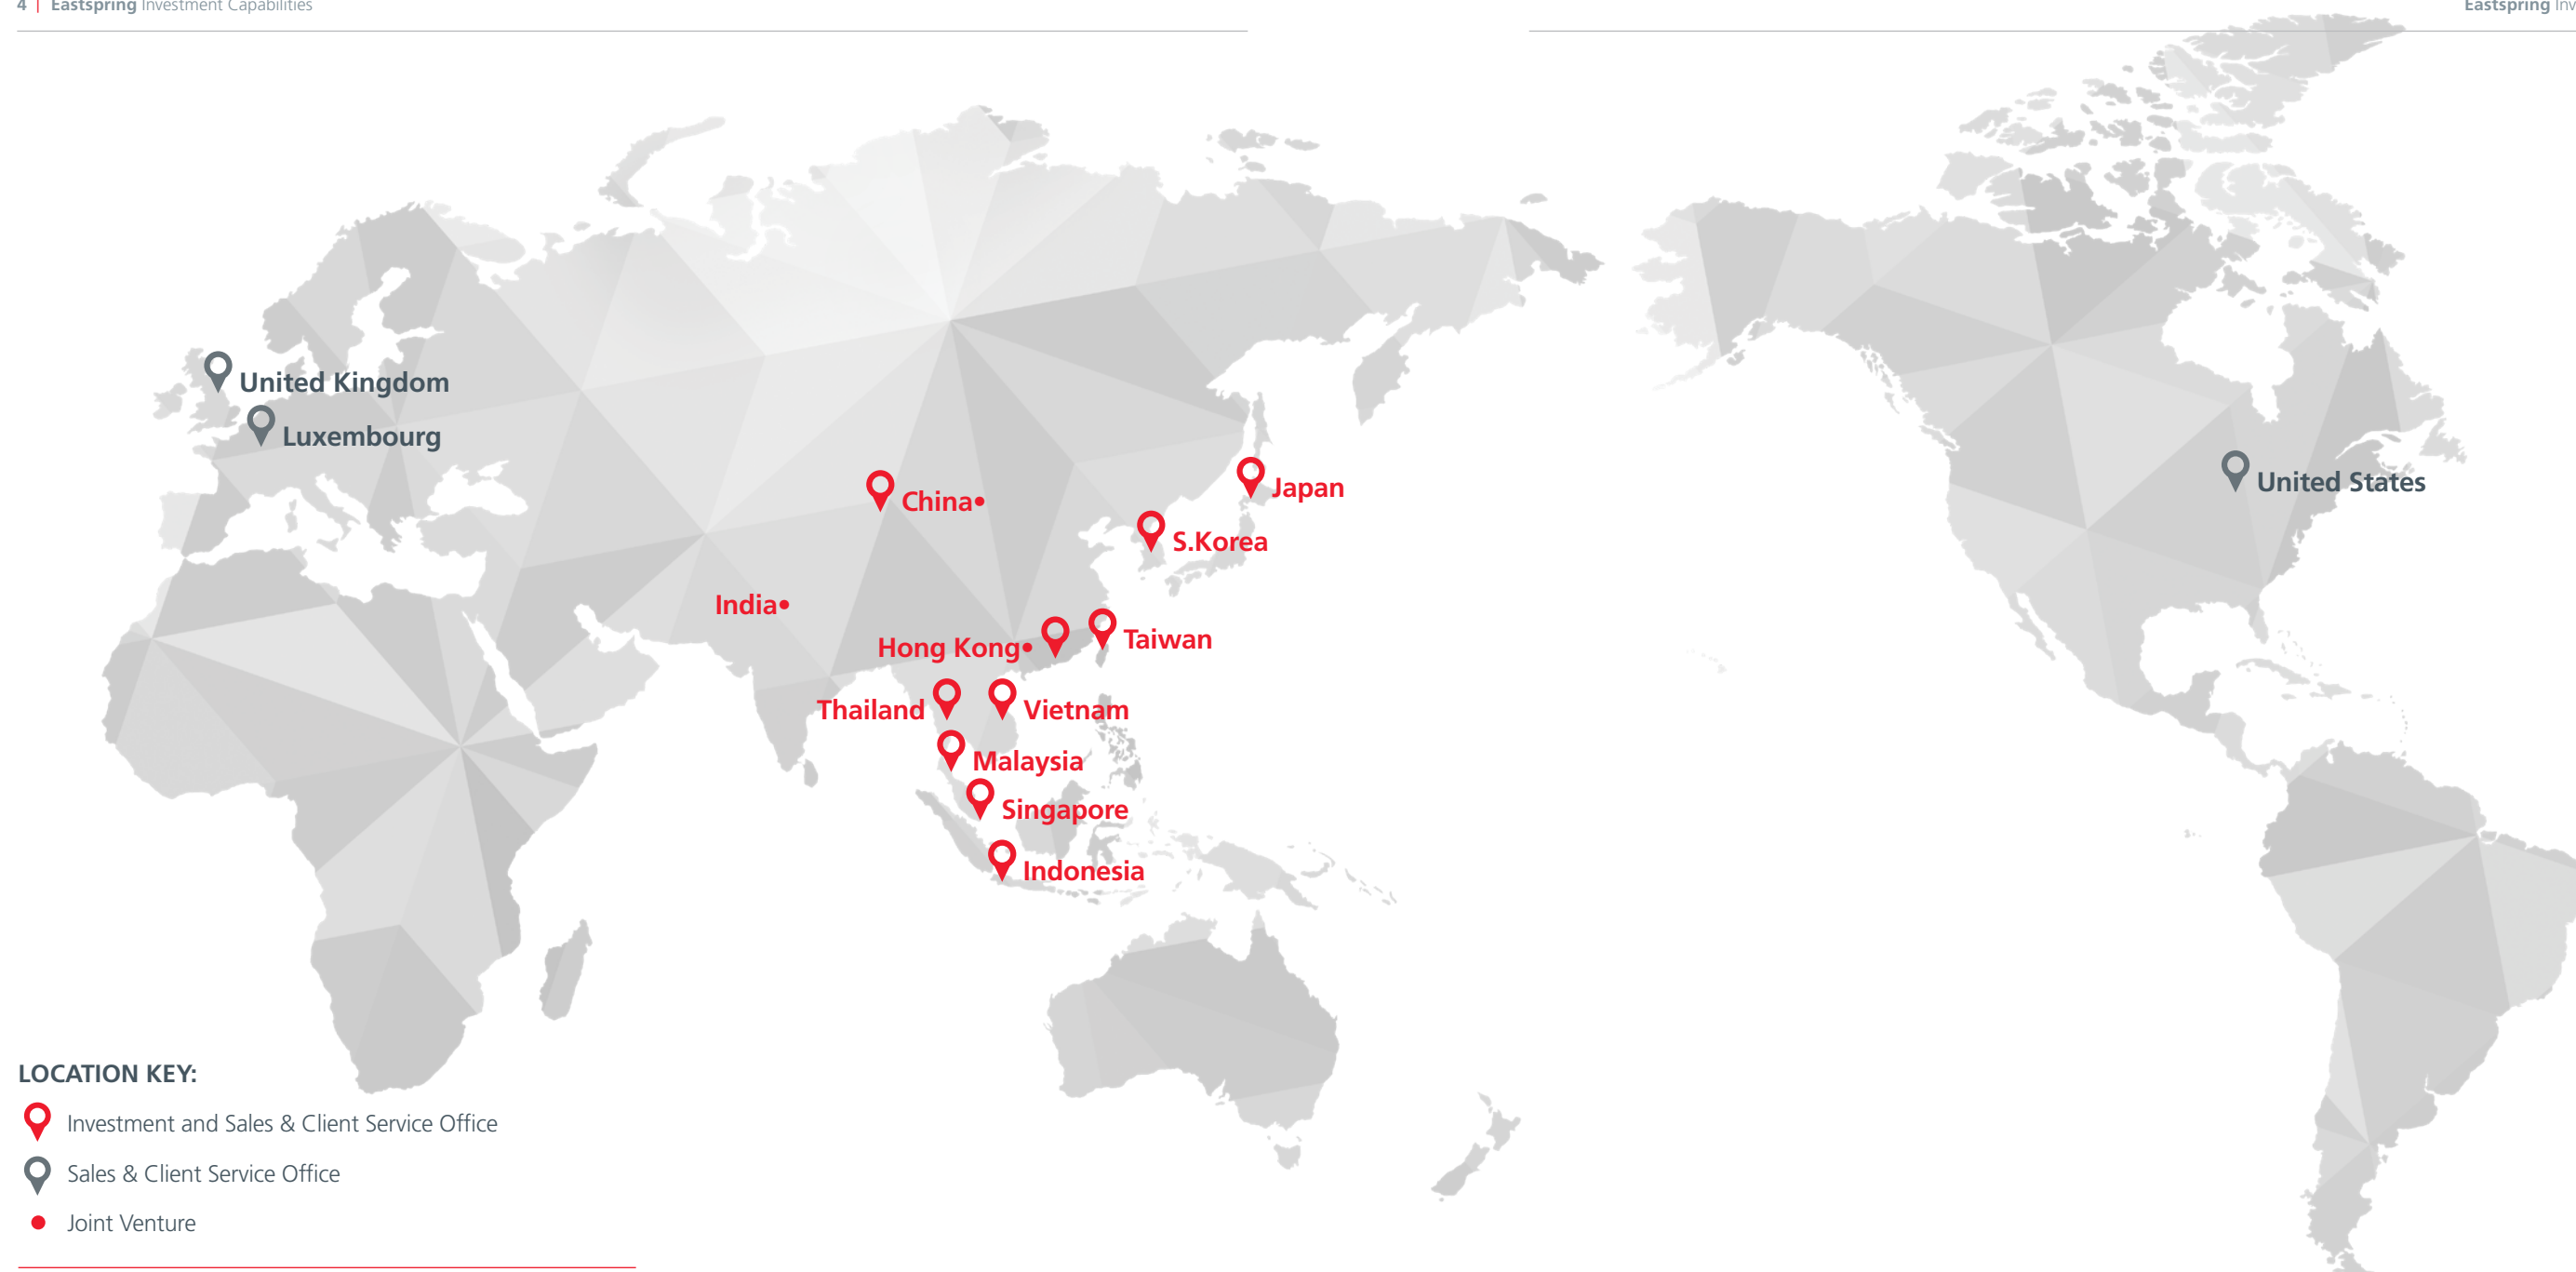 4 | Eastspring Investment Capabilities
Eastspring
United Kingdom
Luxembourg
China•
Japan
S.Korea
United States
India•
Hong Kong•
Taiwan
Thailand
Vietnam
Malaysia
Singapore
Indonesia
LOCATION KEY:
Investment and Sales & Client Service Office
Sales & Client Service Office
• Joint Venture